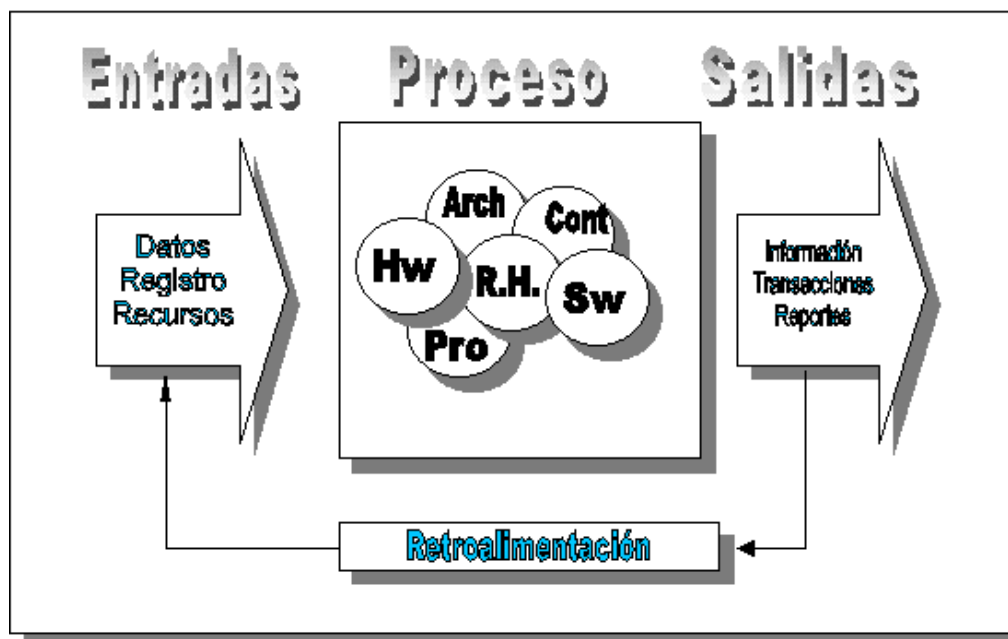 Entradas
Proceso
Salidas
Datos
Registro
Recursos
Arch
Cont
Hw
R.H.
Sw
Pro
Información
Transacciones
Reportes
Retroalimentación